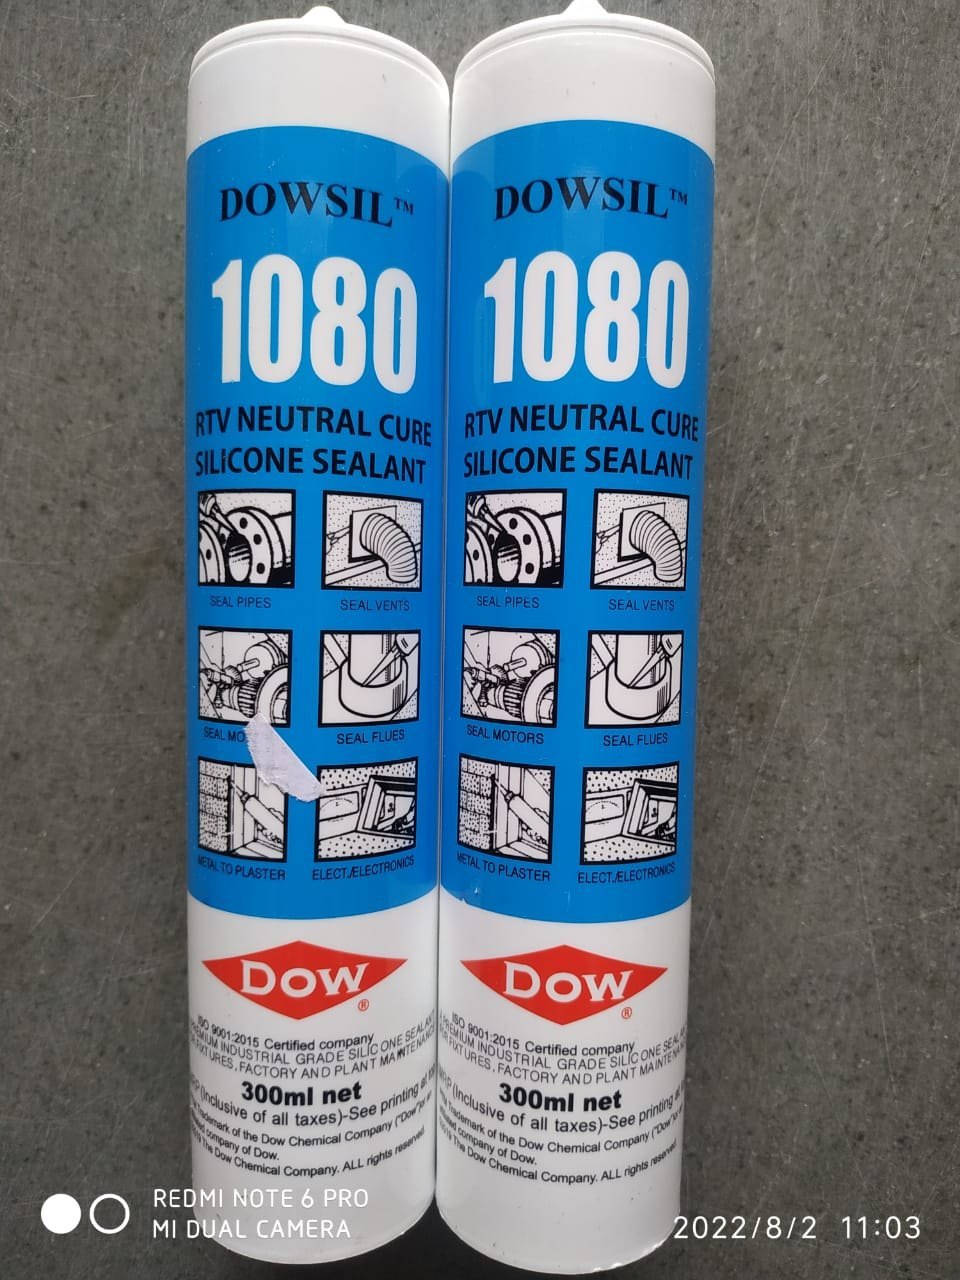 DOWSIL™
1080
RTV NEUTRAL CURE
SILICONE SEALANT
SEAL PIPES
SEAL VENTS
SEAL
SEAL FLUES
METAL TO PLASTER
ELECT./ELECTRONICS
DOW®
ISO 9001:2015 Certified company
PREMIUM INDUSTRIAL GRADE SILICONE SEALANT
FIXTURES, FACTORY AND PLANT MAINTENANCE
300ml net
(Inclusive of all taxes)-See printing
Trademark of the Dow Chemical Company ("Dow")
company of Dow.
The Dow Chemical Company. ALL rights reserved.
DOWSIL™
1080
RTV NEUTRAL CURE
SILICONE SEALANT
SEAL PIPES
SEAL VENTS
SEAL MOTORS
SEAL FLUES
METAL TO PLASTER
ELECT./ELECTRONICS
DOW®
ISO 9001:2015 Certified company
PREMIUM INDUSTRIAL GRADE SILICONE
FIXTURES, FACTORY AND PLANT
300ml net
(Inclusive of all taxes)-See printing
Trademark of the Dow Chemical Company ("Dow")
company of Dow.
The Dow Chemical Company. ALL rights reserved.
REDMI NOTE 6 PRO
MI DUAL CAMERA
2022/8/2 11:03